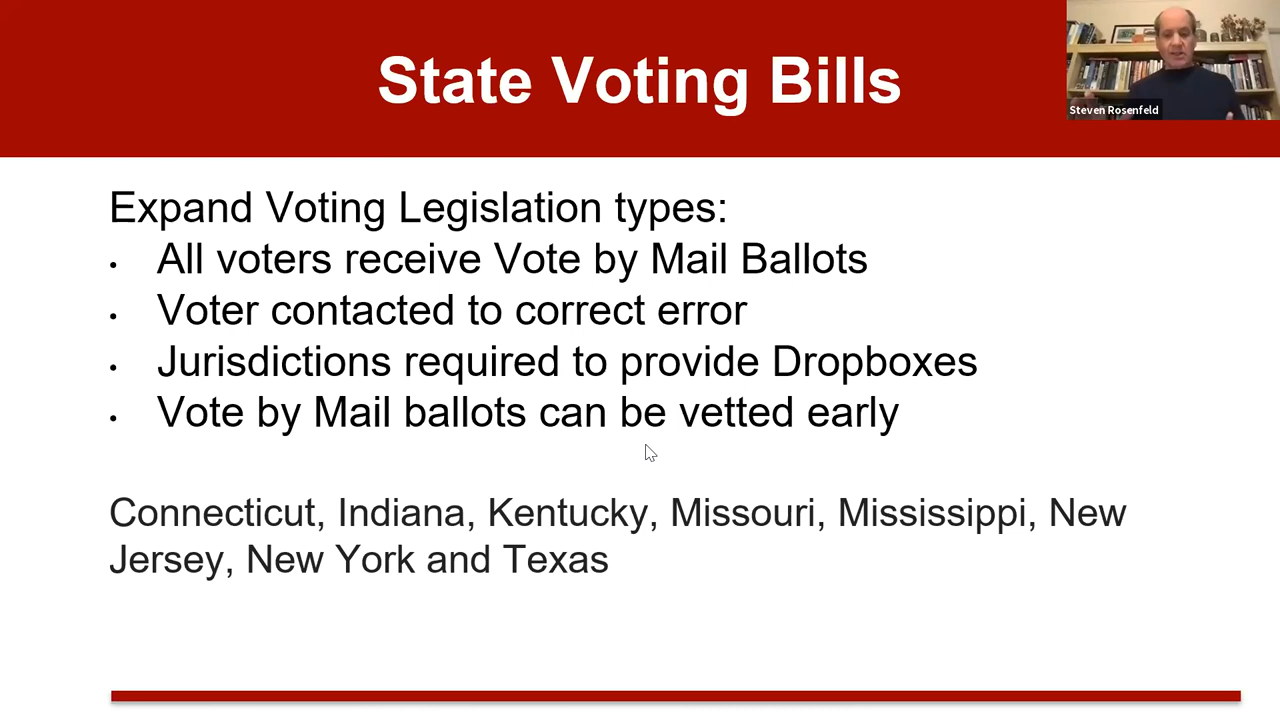 State Voting Bills
Steven Rosenfeld
Expand Voting Legislation types:
• All voters receive Vote by Mail Ballots
• Voter contacted to correct error
• Jurisdictions required to provide Dropboxes
• Vote by Mail ballots can be vetted early
Connecticut, Indiana, Kentucky, Missouri, Mississippi, New
Jersey, New York and Texas